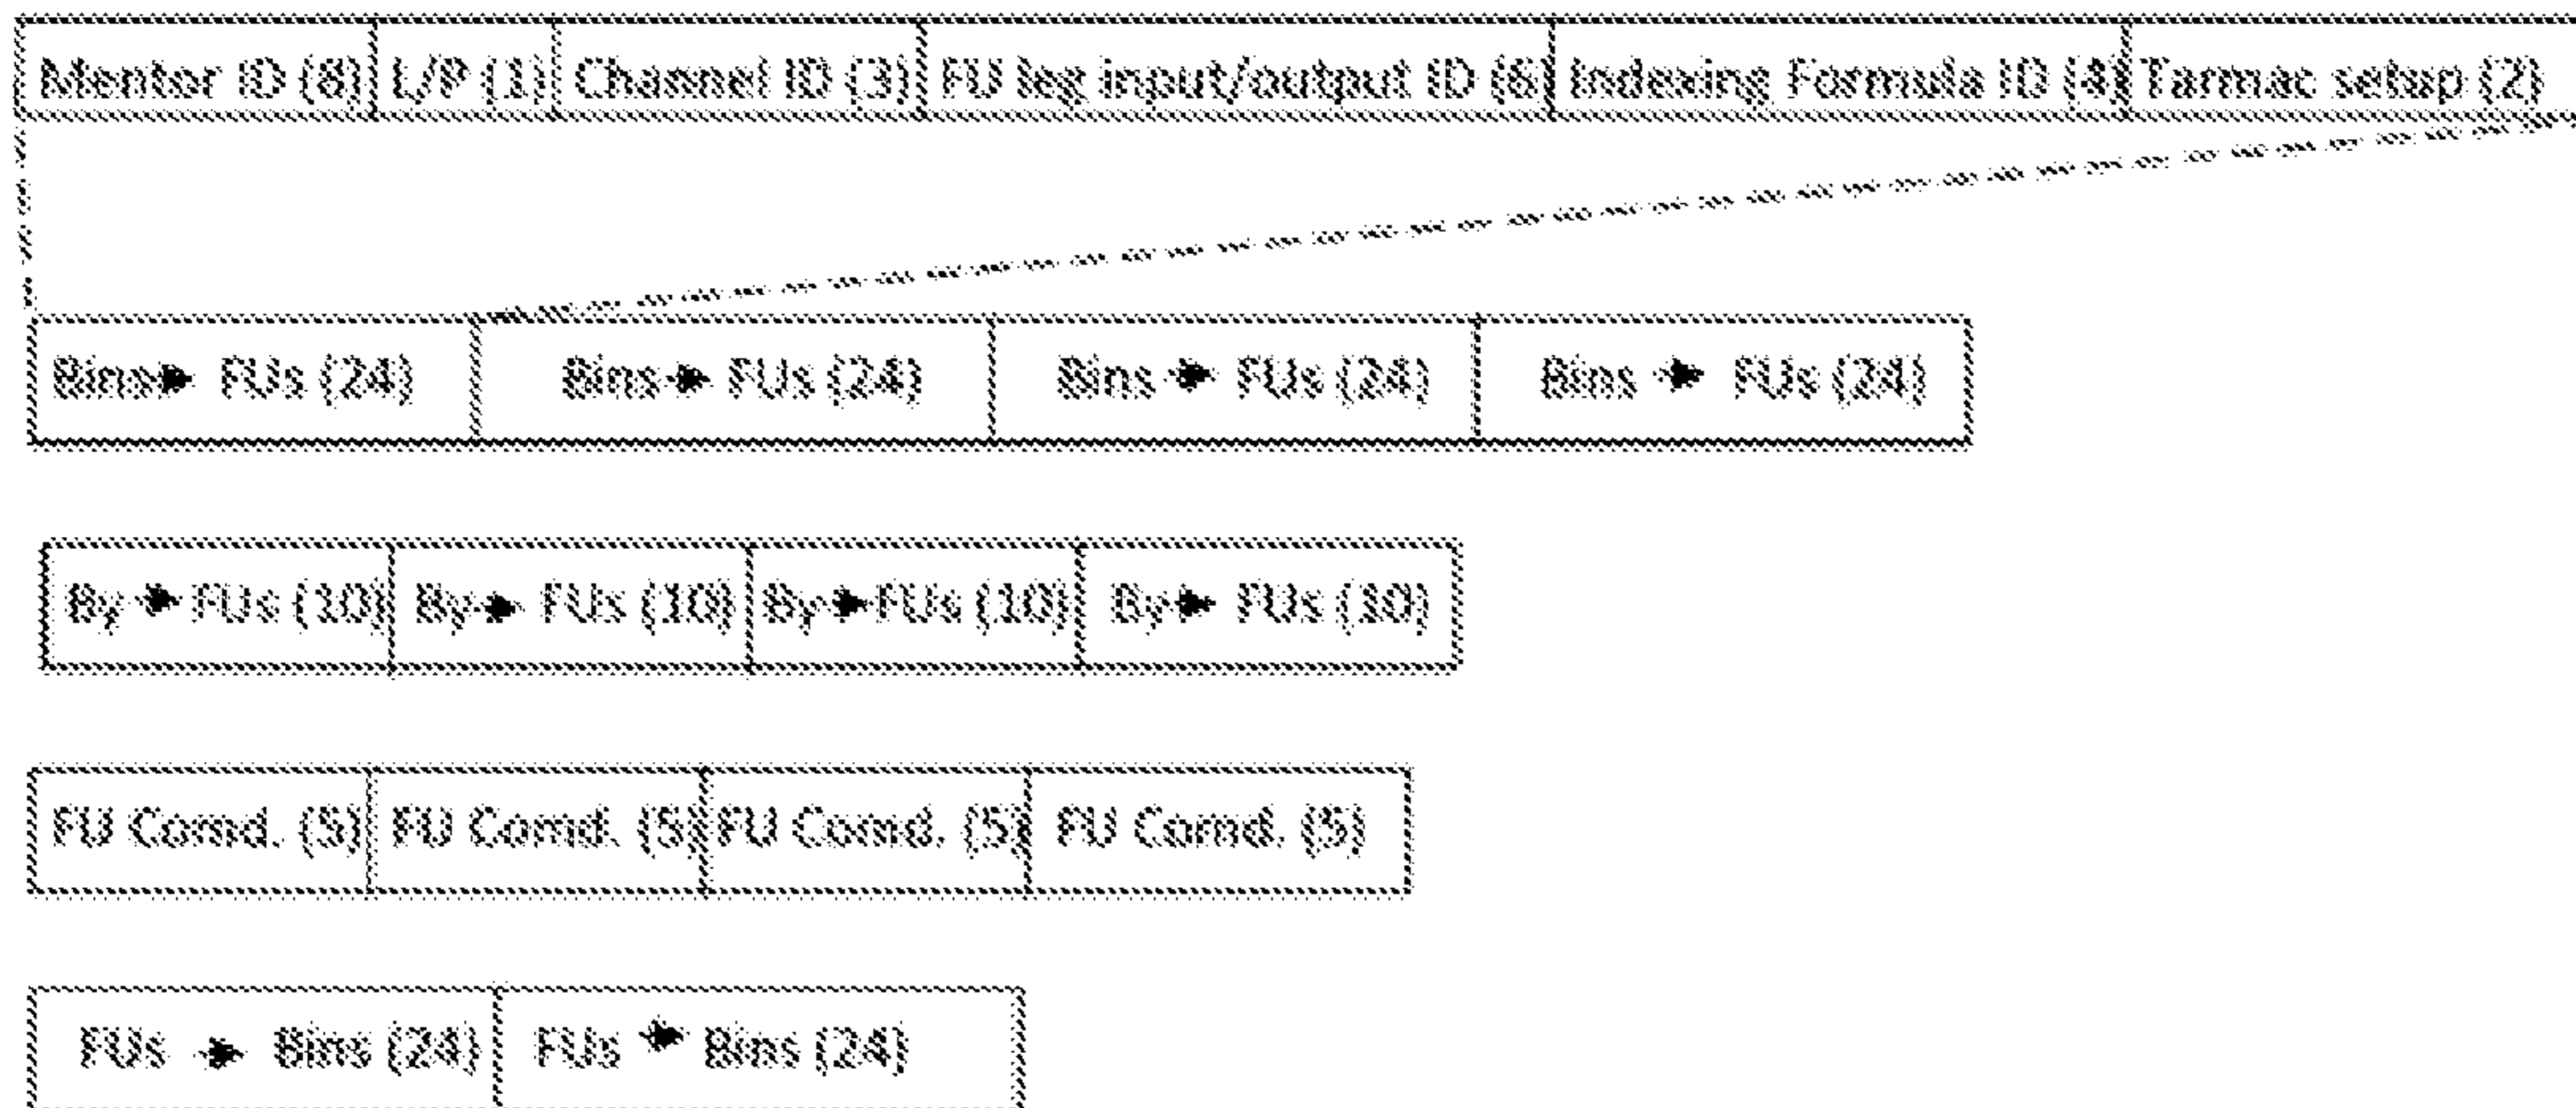 Mentor ID (8) L/P (1) Channel ID (3) FU leg input/output ID (6) Indexing Formula ID (4) Tarmac setup (2)
Bins → FUs (24) Bins → FUs (24) Bins → FUs (24) Bins → FUs (24)
By → FUs (10) By → FUs (10) By → FUs (10) By → FUs (10)
FU Comd. (5) FU Comd. (5) FU Comd. (5) FU Comd. (5)
FUs → Bins (24) FUs → Bins (24)